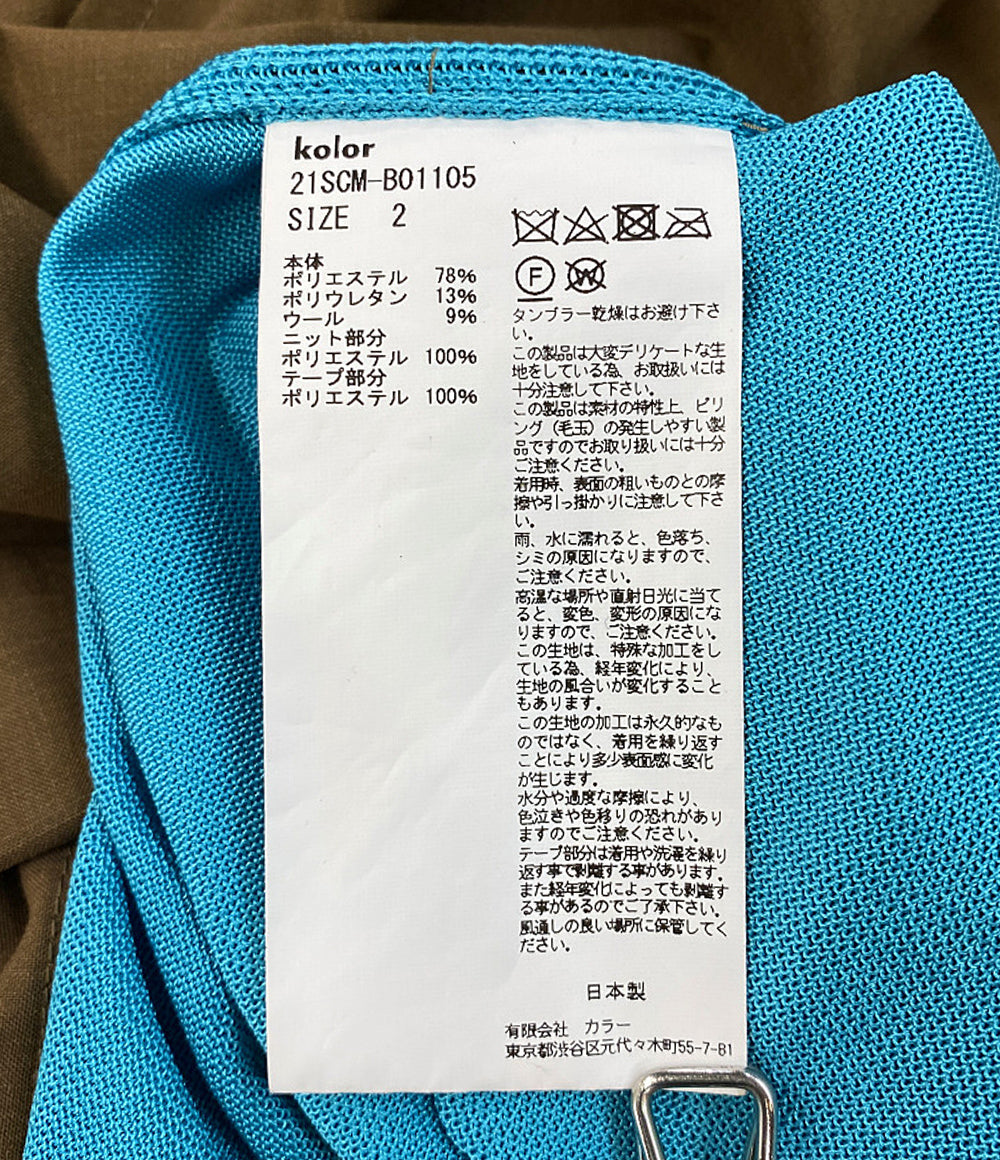 kolor
21SCM-B01105
SIZE 2
本体
ポリエステル 78%
ポリウレタン 13%
ウール 9%
ニット部分
ポリエステル 100%
テープ部分
ポリエステル 100%
F
W
タンブラー乾燥はお避け下さ
い。
この製品は大変デリケートな生
地をしている為、お取扱いには
十分注意して下さい。
この製品は素材の特性上、ピリ
ング（毛玉）の発生しやすい製
品ですのでお取り扱いには十分
ご注意ください。
着用時、表面の粗いものとの摩
擦や引っ掛かりに注意して下さ
い。
雨、水に濡れると、色落ち、
シミの原因になりますので、
ご注意ください。
高温な場所や直射日光に当て
ると、変色、変形の原因にな
りますので、ご注意ください。
この生地は、特殊な加工をし
ている為、経年変化により、
生地の風合いが変化すること
もあります。
この生地の加工は永久的なも
のではなく、着用を繰り返す
ことにより多少表面感に変化
が生じます。
水分や過度な摩擦により、
色泣きや色移りの恐れがあり
ますのでご注意ください。
テープ部分は着用や洗濯を繰り
返す事で剥離する事があります。
また経年変化によっても剥離す
る事があるのでご了承下さい。
風通しの良い場所に保管してく
ださい。
日本製
有限会社 カラー
東京都渋谷区元代々木町55-7-B1